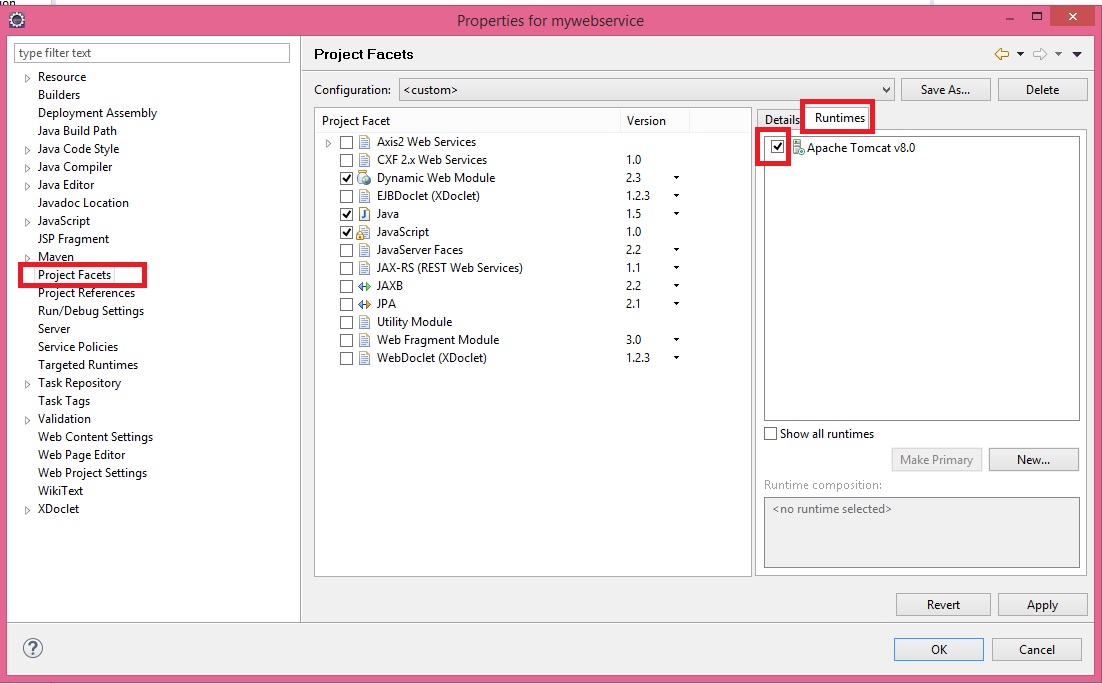 Properties for mywebservice
type filter text
Resource
Builders
Deployment Assembly
Java Build Path
Java Code Style
Java Compiler
Java Editor
Javadoc Location
JavaScript
JSP Fragment
Maven
Project Facets
Project References
Run/Debug Settings
Server
Service Policies
Targeted Runtimes
Task Repository
Task Tags
Validation
Web Content Settings
Web Page Editor
Web Project Settings
WikiText
XDoclet
Project Facets
Configuration: <custom> Save As... Delete
Project Facet Version
Axis2 Web Services
CXF 2.x Web Services 1.0
Dynamic Web Module 2.3
EJBDoclet (XDoclet) 1.2.3
Java 1.5
JavaScript 1.0
JavaServer Faces 2.2
JAX-RS (REST Web Services) 1.1
JAXB 2.2
JPA 2.1
Utility Module
Web Fragment Module 3.0
WebDoclet (XDoclet) 1.2.3
Details Runtimes
Apache Tomcat v8.0
Show all runtimes
Make Primary New...
Runtime composition:
<no runtime selected>
Revert Apply
OK Cancel